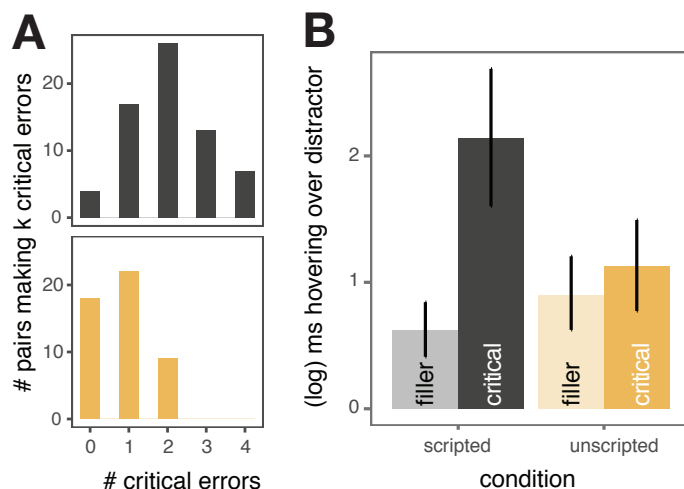 A
# pairs making k critical errors
20
10
0
20
10
0
0 1 2 3 4
# critical errors
B
(log) ms hovering over distractor
2
1
0
filler
critical
filler
critical
scripted unscripted
condition